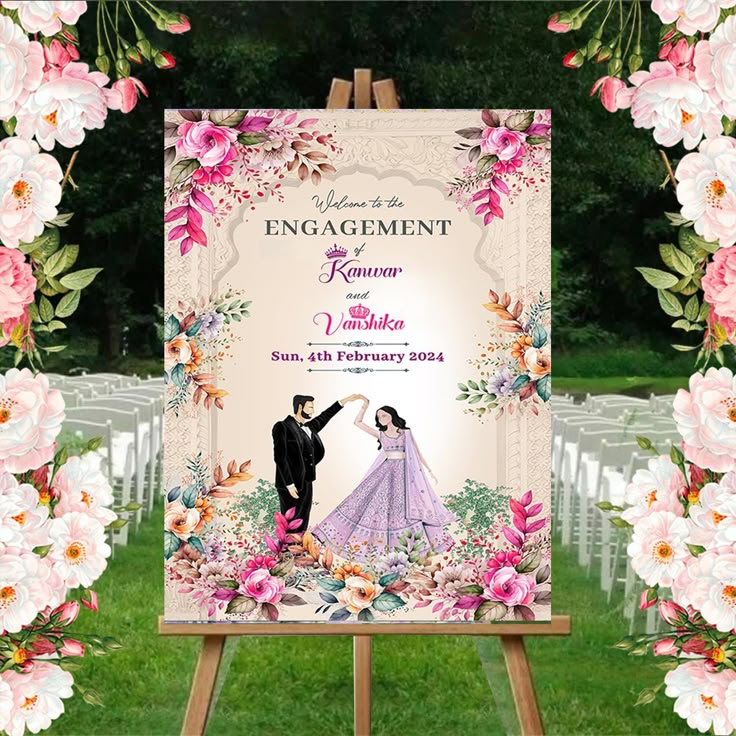 Welcome to the
ENGAGEMENT
of
Kanwar
and
Vanshika
Sun, 4th February 2024